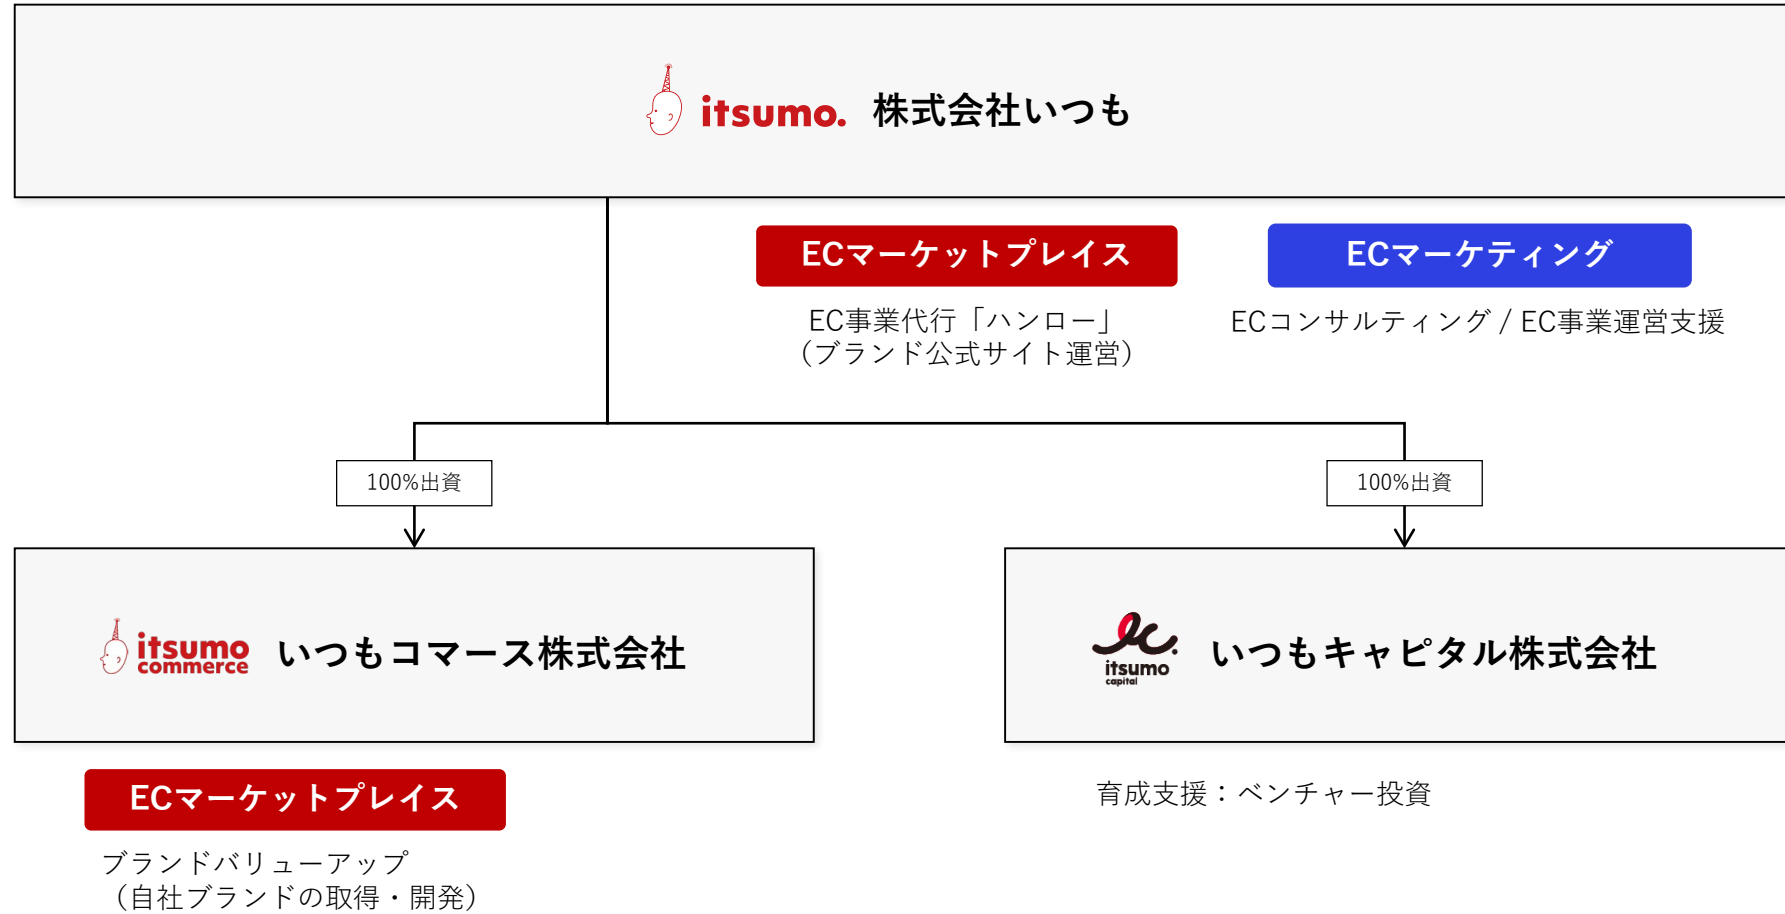 itsumo. 株式会社いつも
ECマーケットプレイス
EC事業代行「ハンロー」
（ブランド公式サイト運営）
ECマーケティング
ECコンサルティング / EC事業運営支援
100%出資
100%出資
itsumo
commerce
いつもコマース株式会社
itsumo
capital
いつもキャピタル株式会社
ECマーケットプレイス
ブランドバリューアップ
（自社ブランドの取得・開発）
育成支援：ベンチャー投資